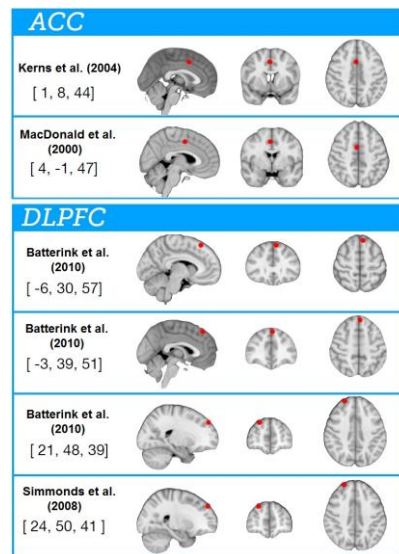 ACC
Kerns et al. (2004)
[ 1, 8, 44]
MacDonald et al.
(2000)
[ 4, -1, 47]
DLPFC
Batterink et al.
(2010)
[ -6, 30, 57]
Batterink et al.
(2010)
[ -3, 39, 51]
Batterink et al.
(2010)
[ 21, 48, 39]
Simmonds et al.
(2008)
[ 24, 50, 41 ]